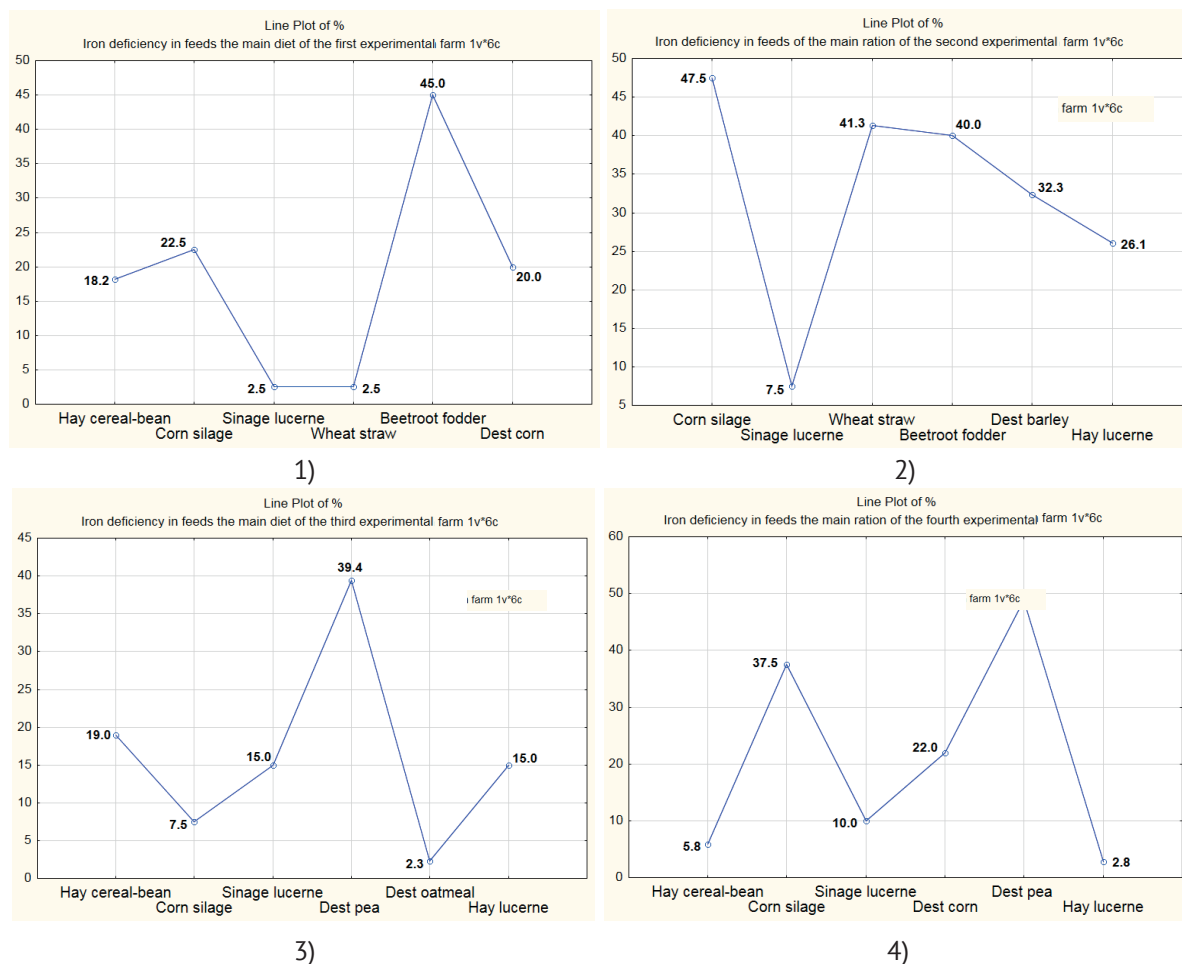 Line Plot of %
Iron deficiency in feeds the main diet of the first experimental farm 1v*6c
50
45
40
35
30
25
20
15
10
5
0
18.2
22.5
2.5
2.5
45.0
20.0
Hay cereal-bean
Corn silage
Sinage lucerne
Wheat straw
Beetroot fodder
Dest corn
1)
Line Plot of %
Iron deficiency in feeds of the main ration of the second experimental farm 1v*6c
farm 1v*6c
50
45
40
35
30
25
20
15
10
5
47.5
7.5
41.3
40.0
32.3
26.1
Corn silage
Sinage lucerne
Wheat straw
Beetroot fodder
Dest barley
Hay lucerne
2)
Line Plot of %
Iron deficiency in feeds the main diet of the third experimental farm 1v*6c
farm 1v*6c
45
40
35
30
25
20
15
10
5
0
19.0
7.5
15.0
39.4
2.3
15.0
Hay cereal-bean
Corn silage
Sinage lucerne
Dest pea
Dest oatmeal
Hay lucerne
3)
Line Plot of %
Iron deficiency in feeds the main ration of the fourth experimental farm 1v*6c
farm 1v*6c
60
50
40
30
20
10
0
5.8
37.5
10.0
22.0
2.8
Hay cereal-bean
Corn silage
Sinage lucerne
Dest corn
Dest pea
Hay lucerne
4)